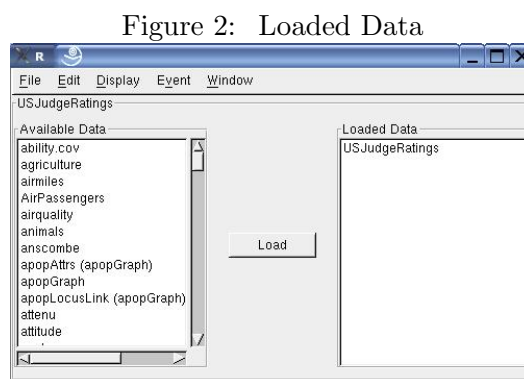 Figure 2: Loaded Data
R
File Edit Display Event Window
USJudgeRatings
Available Data
ability.cov
agriculture
airmiles
AirPassengers
airquality
animals
anscombe
apopAttrs (apopGraph)
apopGraph
apopLocusLink (apopGraph)
attenu
attitude
Load
Loaded Data
USJudgeRatings